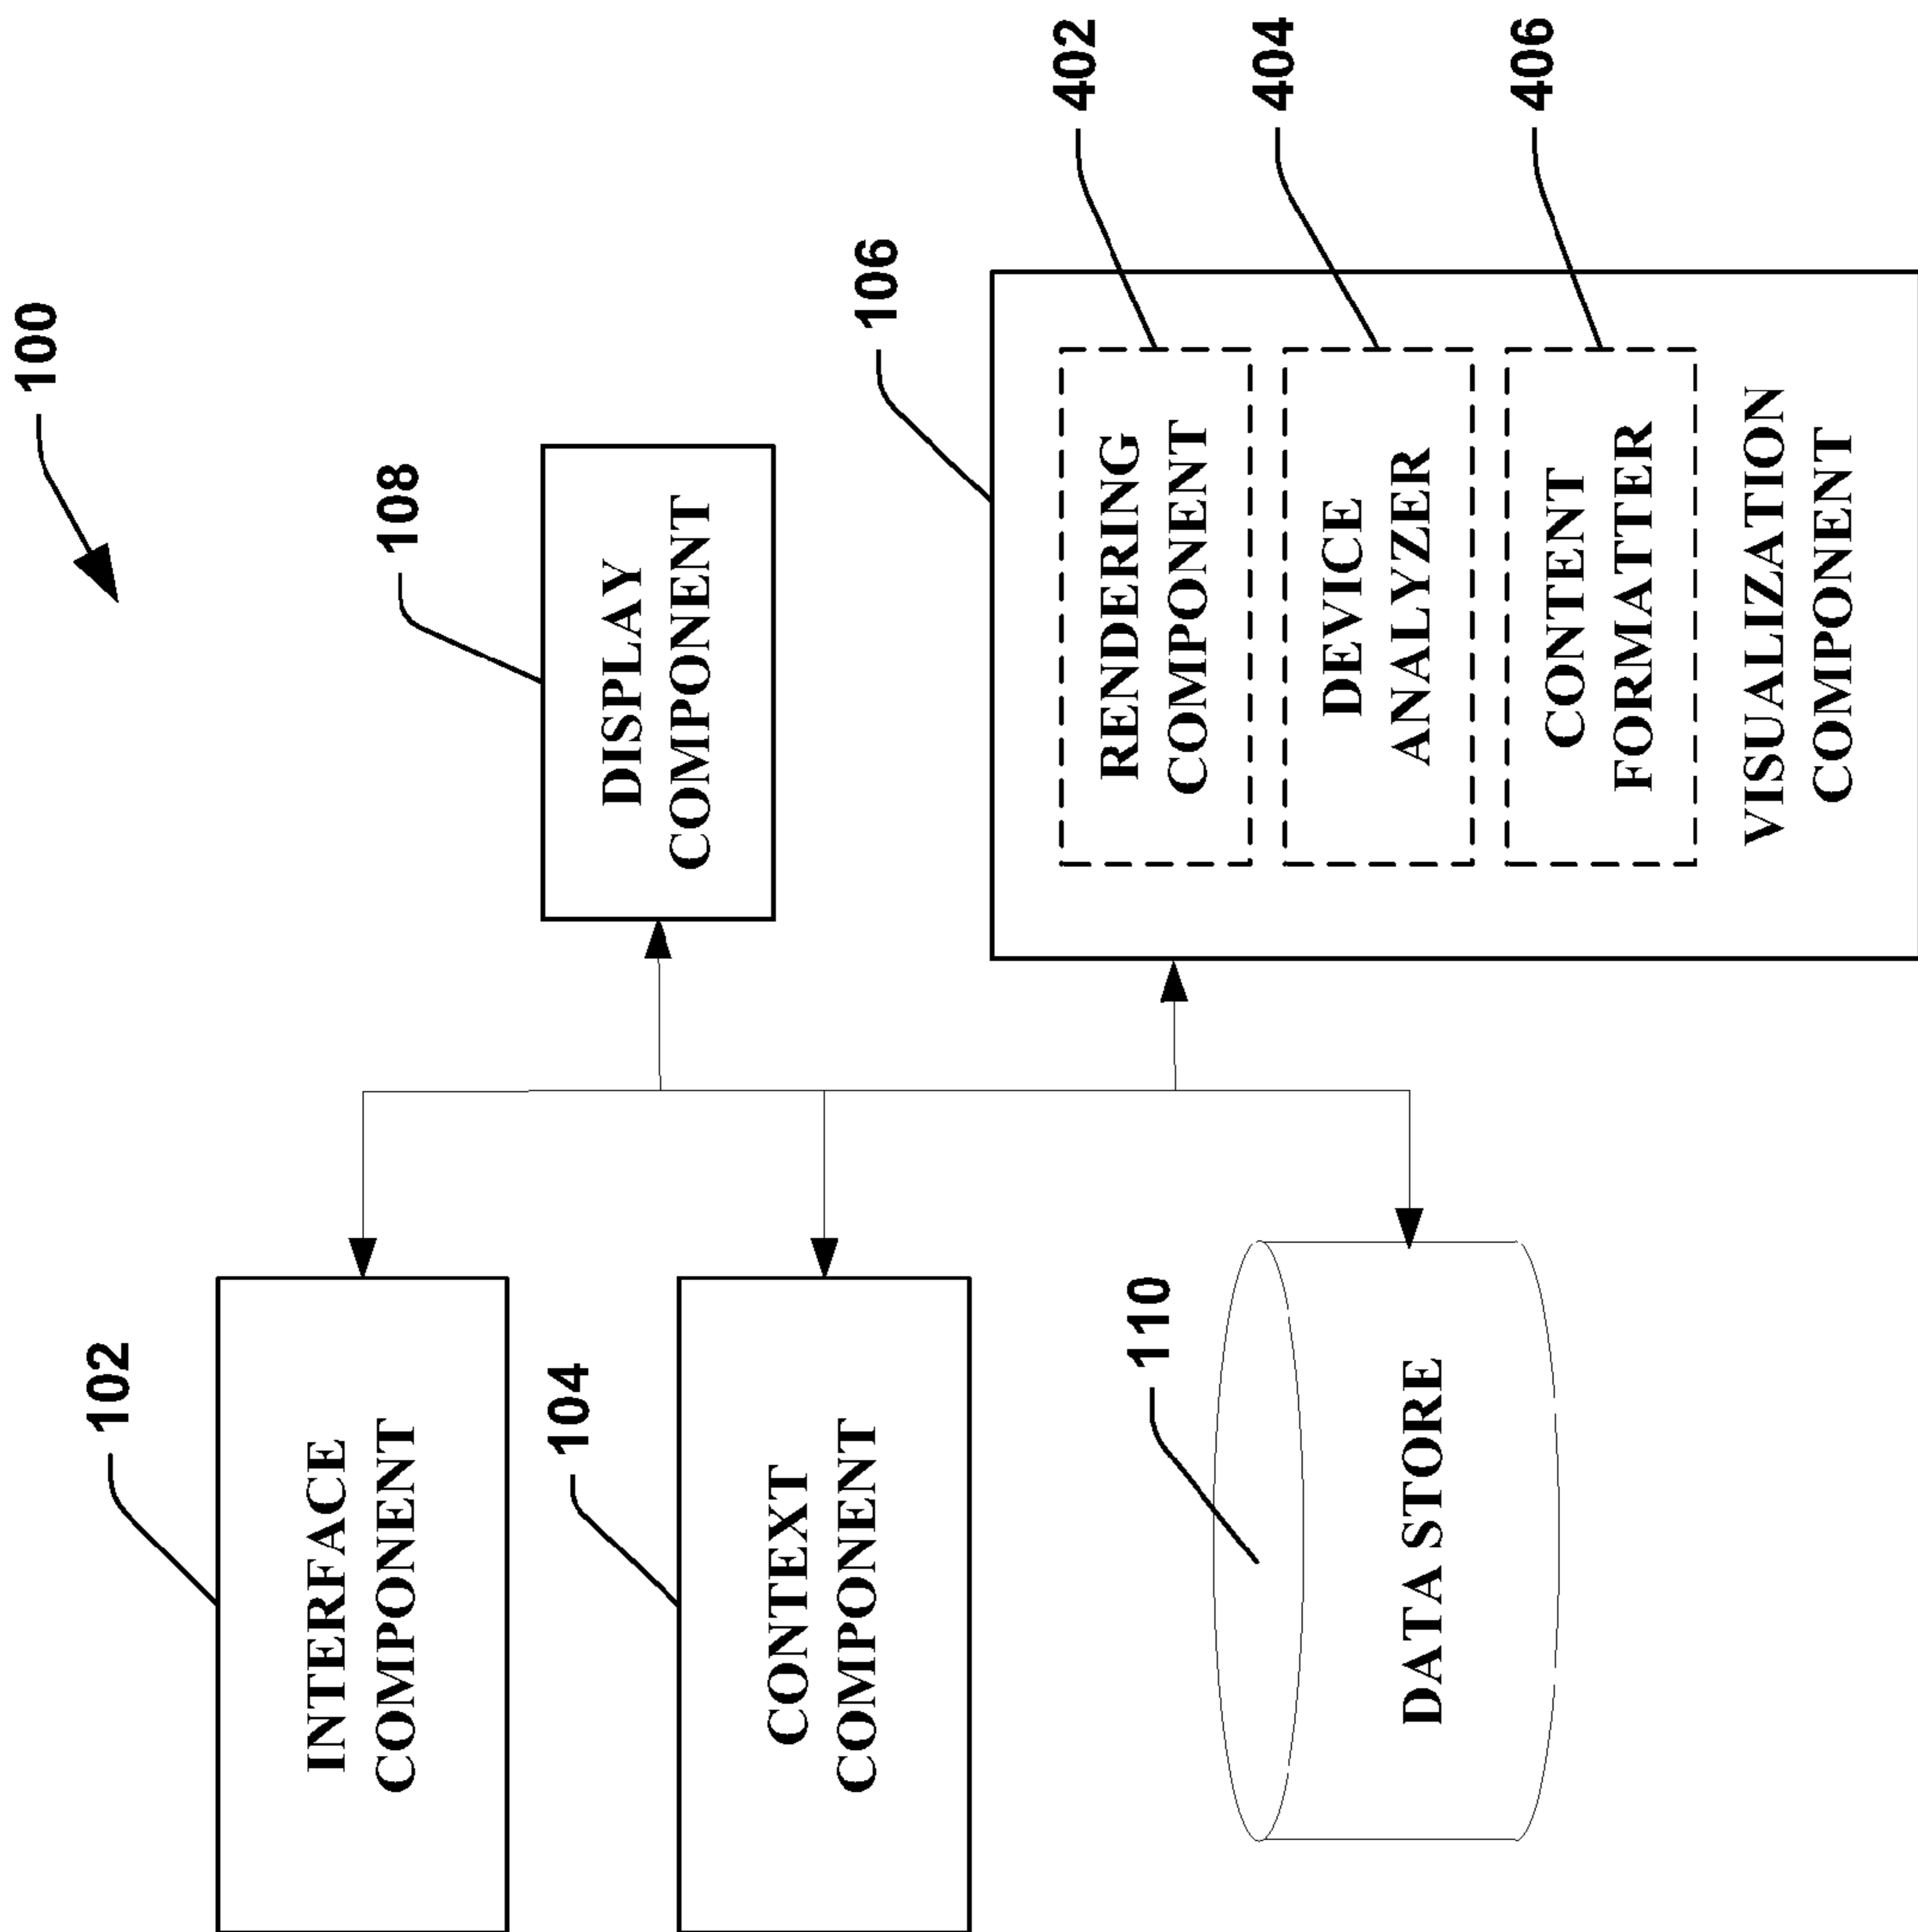 100
102
INTERFACE
COMPONENT
108
DISPLAY
COMPONENT
104
CONTEXT
COMPONENT
106
RENDERING
COMPONENT
402
DEVICE
ANALYZER
404
CONTENT
FORMATTER
406
VISUALIZATION
COMPONENT
110
DATA STORE